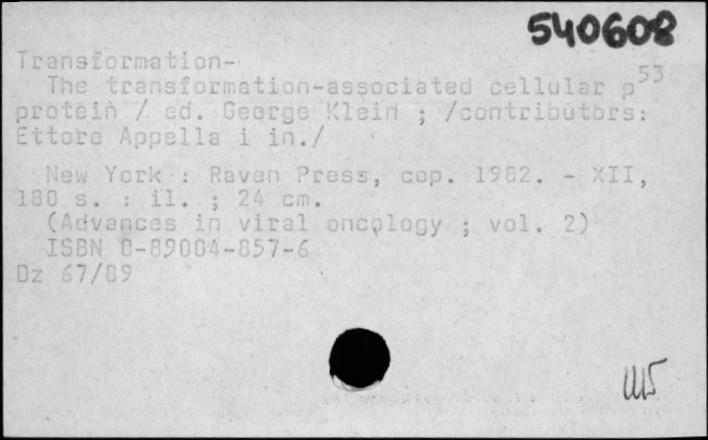 540608
Transformation-
The transformation-associated cellular p53
protein / ed. George Klein ; /contributors:
Ettore Appella i in./
New York : Raven Press, cop. 1982. - XII,
180 s. : il. ; 24 cm.
(Advances in viral oncology ; vol. 2)
ISBN 0-89004-857-6
Dz 67/89